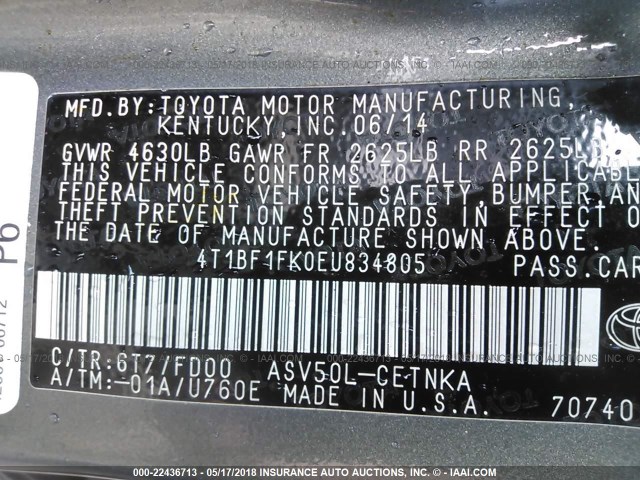 MFD.BY:TOYOTA MOTOR MANUFACTURING,
KENTUCKY,INC.06/14
GVWR 4630LB GAWR FR 2625LB RR 2625LB
THIS VEHICLE CONFORMS TO ALL APPLICABLE
FEDERAL MOTOR VEHICLE SAFETY,BUMPER AN
THEFT PREVENTION STANDARDS IN EFFECT O
THE DATE OF MANUFACTURE SHOWN ABOVE.
4T1BF1FK0EU834805 PASS.CAR
C/TR:6T7/FD00 ASV50L-CETNKA
A/TM:-01A/U760E MADE IN U.S.A. 70740
P6
000-22436713 - 05/17/2018 - INSURANCE AUTO AUCTIONS - © - IAAI.COM